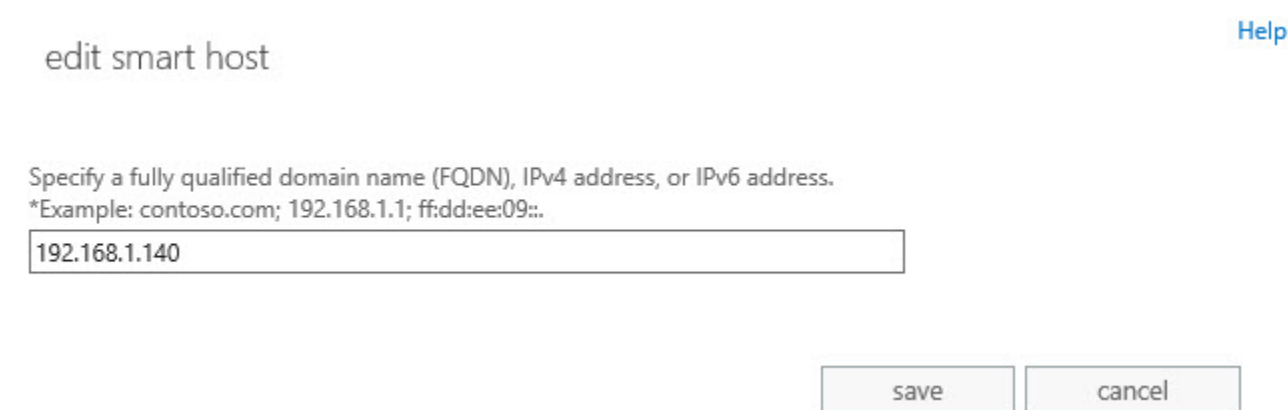 Help
edit smart host
Specify a fully qualified domain name (FQDN), IPv4 address, or IPv6 address.
*Example: contoso.com; 192.168.1.1; ff:dd:ee:09::.
192.168.1.140
save cancel